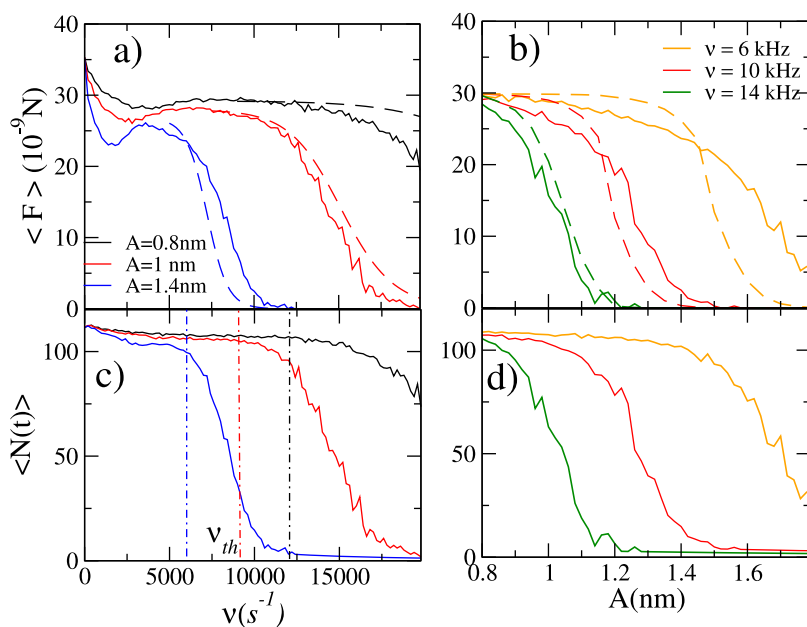 a)
< F > (10⁻⁹N)
40
30
20
10
0
A=0.8nm
A=1 nm
A=1.4nm
b)
40
30
20
10
0
ν = 6 kHz
ν = 10 kHz
ν = 14 kHz
c)
<N(t)>
100
50
0
ν_th
0 5000 10000 15000
ν(s⁻¹)
d)
100
50
0
0.8 1 1.2 1.4 1.6
A(nm)